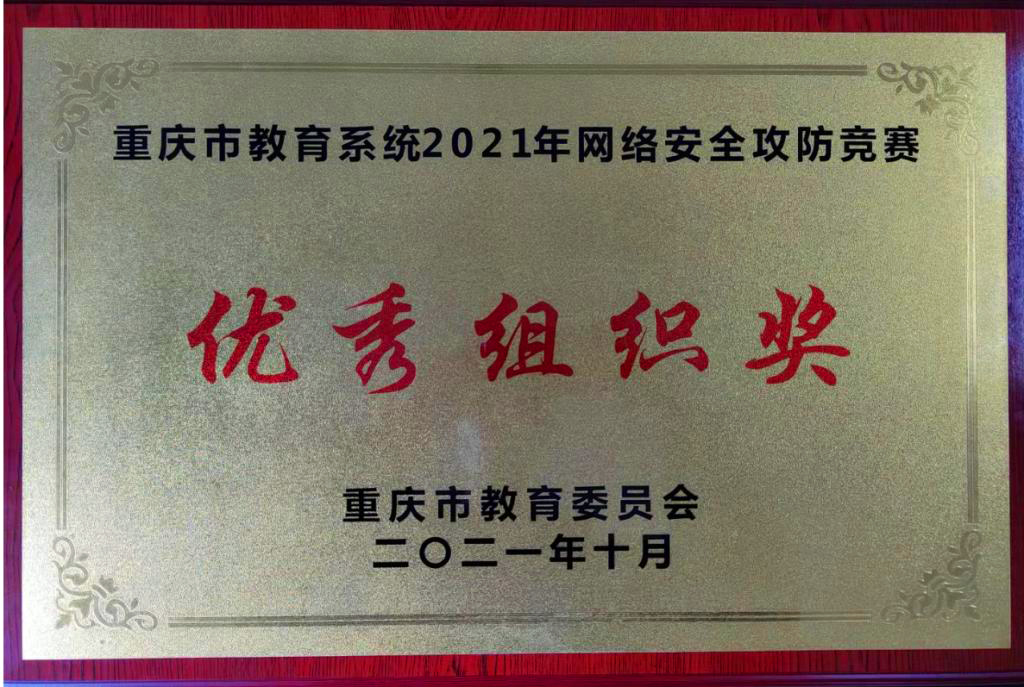 重庆市教育系统2021年网络安全攻防竞赛
优秀组织奖
重庆市教育委员会
二〇二一年十月